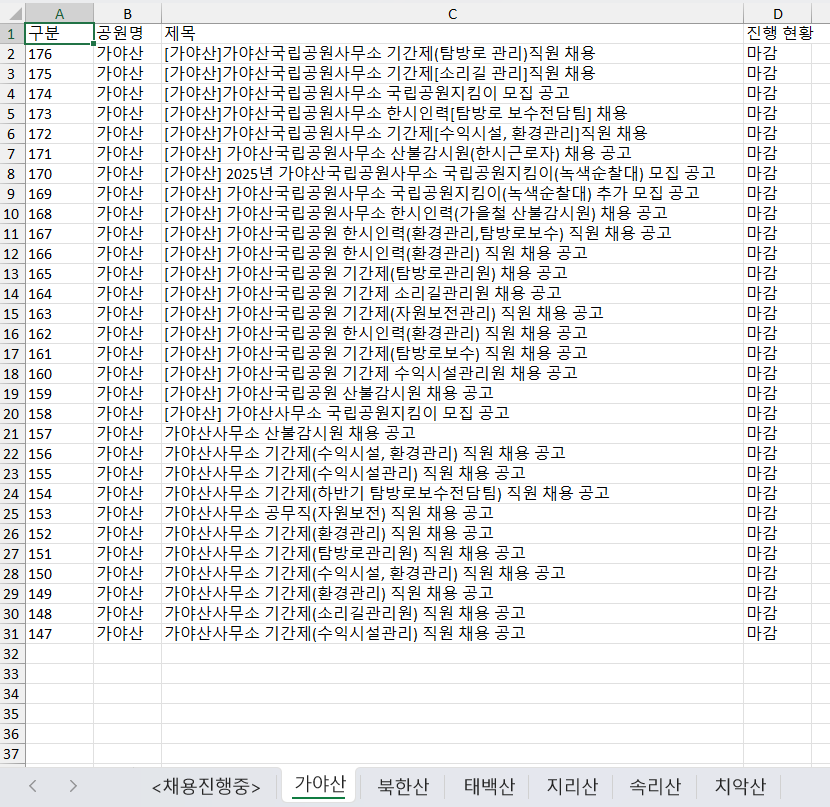 A B C D
1 구분 공원명 제목 진행 현황
2 176 가야산 [가야산]가야산국립공원사무소 기간제(탐방로 관리)직원 채용 마감
3 175 가야산 [가야산]가야산국립공원사무소 기간제[소리길 관리]직원 채용 마감
4 174 가야산 [가야산]가야산국립공원사무소 국립공원지킴이 모집 공고 마감
5 173 가야산 [가야산]가야산국립공원사무소 한시인력[탐방로 보수전담팀] 채용 마감
6 172 가야산 [가야산]가야산국립공원사무소 기간제[수익시설, 환경관리]직원 채용 마감
7 171 가야산 [가야산] 가야산국립공원사무소 산불감시원(한시근로자) 채용 공고 마감
8 170 가야산 [가야산] 2025년 가야산국립공원사무소 국립공원지킴이(녹색순찰대) 모집 공고 마감
9 169 가야산 [가야산] 가야산국립공원사무소 국립공원지킴이(녹색순찰대) 추가 모집 공고 마감
10 168 가야산 [가야산] 가야산국립공원사무소 한시인력(가을철 산불감시원) 채용 공고 마감
11 167 가야산 [가야산] 가야산국립공원 한시인력(환경관리,탐방로보수) 직원 채용 공고 마감
12 166 가야산 [가야산] 가야산국립공원 한시인력(환경관리) 직원 채용 공고 마감
13 165 가야산 [가야산] 가야산국립공원 기간제(탐방로관리원) 채용 공고 마감
14 164 가야산 [가야산] 가야산국립공원 기간제 소리길관리원 채용 공고 마감
15 163 가야산 [가야산] 가야산국립공원 기간제(자원보전관리) 직원 채용 공고 마감
16 162 가야산 [가야산] 가야산국립공원 한시인력(환경관리) 직원 채용 공고 마감
17 161 가야산 [가야산] 가야산국립공원 기간제(탐방로보수) 직원 채용 공고 마감
18 160 가야산 [가야산] 가야산국립공원 기간제 수익시설관리원 채용 공고 마감
19 159 가야산 [가야산] 가야산국립공원 산불감시원 채용 공고 마감
20 158 가야산 [가야산] 가야산사무소 국립공원지킴이 모집 공고 마감
21 157 가야산 가야산사무소 산불감시원 채용 공고 마감
22 156 가야산 가야산사무소 기간제(수익시설, 환경관리) 직원 채용 공고 마감
23 155 가야산 가야산사무소 기간제(수익시설관리) 직원 채용 공고 마감
24 154 가야산 가야산사무소 기간제(하반기 탐방로보수전담팀) 직원 채용 공고 마감
25 153 가야산 가야산사무소 공무직(자원보전) 직원 채용 공고 마감
26 152 가야산 가야산사무소 기간제(환경관리) 직원 채용 공고 마감
27 151 가야산 가야산사무소 기간제(탐방로관리원) 직원 채용 공고 마감
28 150 가야산 가야산사무소 기간제(수익시설, 환경관리) 직원 채용 공고 마감
29 149 가야산 가야산사무소 기간제(환경관리) 직원 채용 공고 마감
30 148 가야산 가야산사무소 기간제(소리길관리원) 직원 채용 공고 마감
31 147 가야산 가야산사무소 기간제(수익시설관리) 직원 채용 공고 마감
32
33
34
35
36
37
<채용진행중> 가야산 북한산 태백산 지리산 속리산 치악산